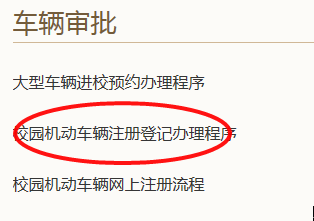 车辆审批
大型车辆进校预约办理程序
校园机动车辆注册登记办理程序
校园机动车辆网上注册流程